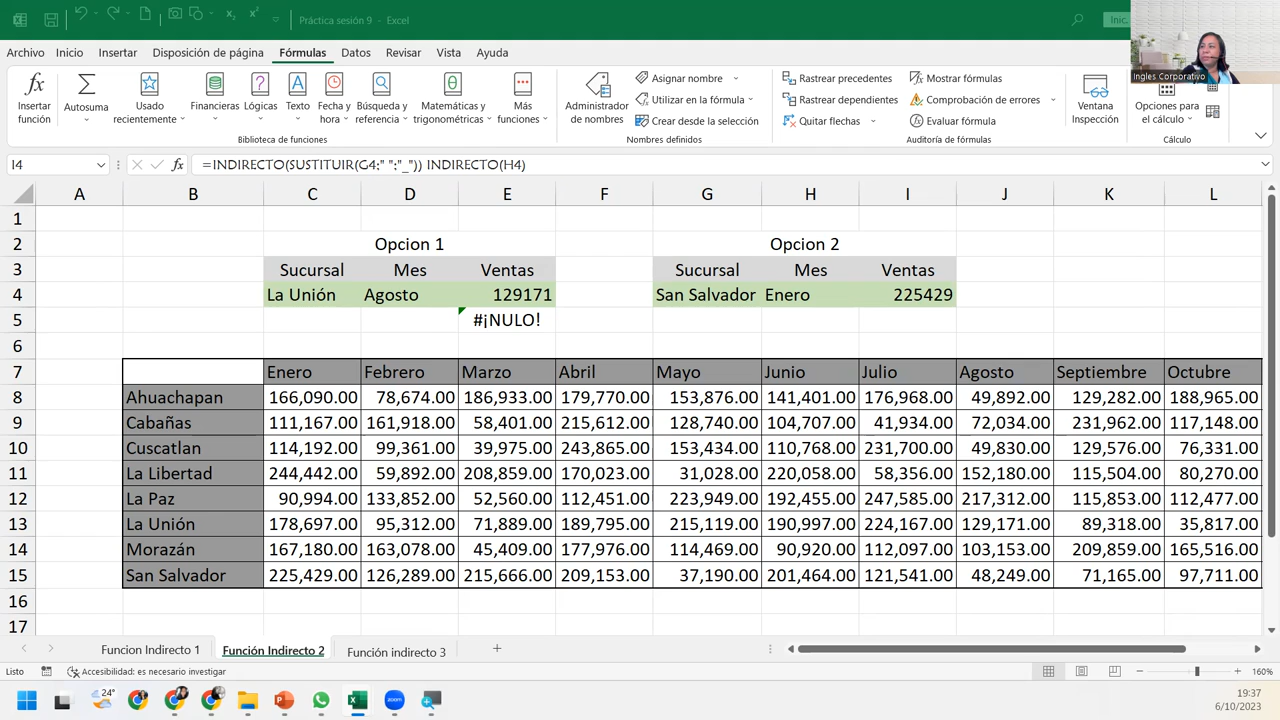 Práctica sesión 9 - Excel
Inic.
Archivo Inicio Insertar Disposición de página Fórmulas Datos Revisar Vista Ayuda
Ingles Corporativo
Insertar función
Autosuma
Usado recientemente
Financieras
Lógicas
Texto
Fecha y hora
Búsqueda y referencia
Matemáticas y trigonométricas
Más funciones
Biblioteca de funciones
Administrador de nombres
Asignar nombre
Utilizar en la fórmula
Crear desde la selección
Nombres definidos
Rastrear precedentes
Rastrear dependientes
Quitar flechas
Mostrar fórmulas
Comprobación de errores
Evaluar fórmula
Auditoría de fórmulas
Ventana Inspección
Opciones para el cálculo
Cálculo
I4 fx =INDIRECTO(SUSTITUIR(G4;" ";"_")) INDIRECTO(H4)
A B C D E F G H I J K L
1
2 Opcion 1 Opcion 2
3 Sucursal Mes Ventas Sucursal Mes Ventas
4 La Unión Agosto 129171 San Salvador Enero 225429
5 #¡NULO!
6
7 Enero Febrero Marzo Abril Mayo Junio Julio Agosto Septiembre Octubre
8 Ahuachapan 166,090.00 78,674.00 186,933.00 179,770.00 153,876.00 141,401.00 176,968.00 49,892.00 129,282.00 188,965.00
9 Cabañas 111,167.00 161,918.00 58,401.00 215,612.00 128,740.00 104,707.00 41,934.00 72,034.00 231,962.00 117,148.00
10 Cuscatlan 114,192.00 99,361.00 39,975.00 243,865.00 153,434.00 110,768.00 231,700.00 49,830.00 129,576.00 76,331.00
11 La Libertad 244,442.00 59,892.00 208,859.00 170,023.00 31,028.00 220,058.00 58,356.00 152,180.00 115,504.00 80,270.00
12 La Paz 90,994.00 133,852.00 52,560.00 112,451.00 223,949.00 192,455.00 247,585.00 217,312.00 115,853.00 112,477.00
13 La Unión 178,697.00 95,312.00 71,889.00 189,795.00 215,119.00 190,997.00 224,167.00 129,171.00 89,318.00 35,817.00
14 Morazán 167,180.00 163,078.00 45,409.00 177,976.00 114,469.00 90,920.00 112,097.00 103,153.00 209,859.00 165,516.00
15 San Salvador 225,429.00 126,289.00 215,666.00 209,153.00 37,190.00 201,464.00 121,541.00 48,249.00 71,165.00 97,711.00
16
17
Funcion Indirecto 1 Función Indirecto 2 Función indirecto 3
Listo Accesibilidad: es necesario investigar 160%
24°
zoom
19:37
6/10/2023